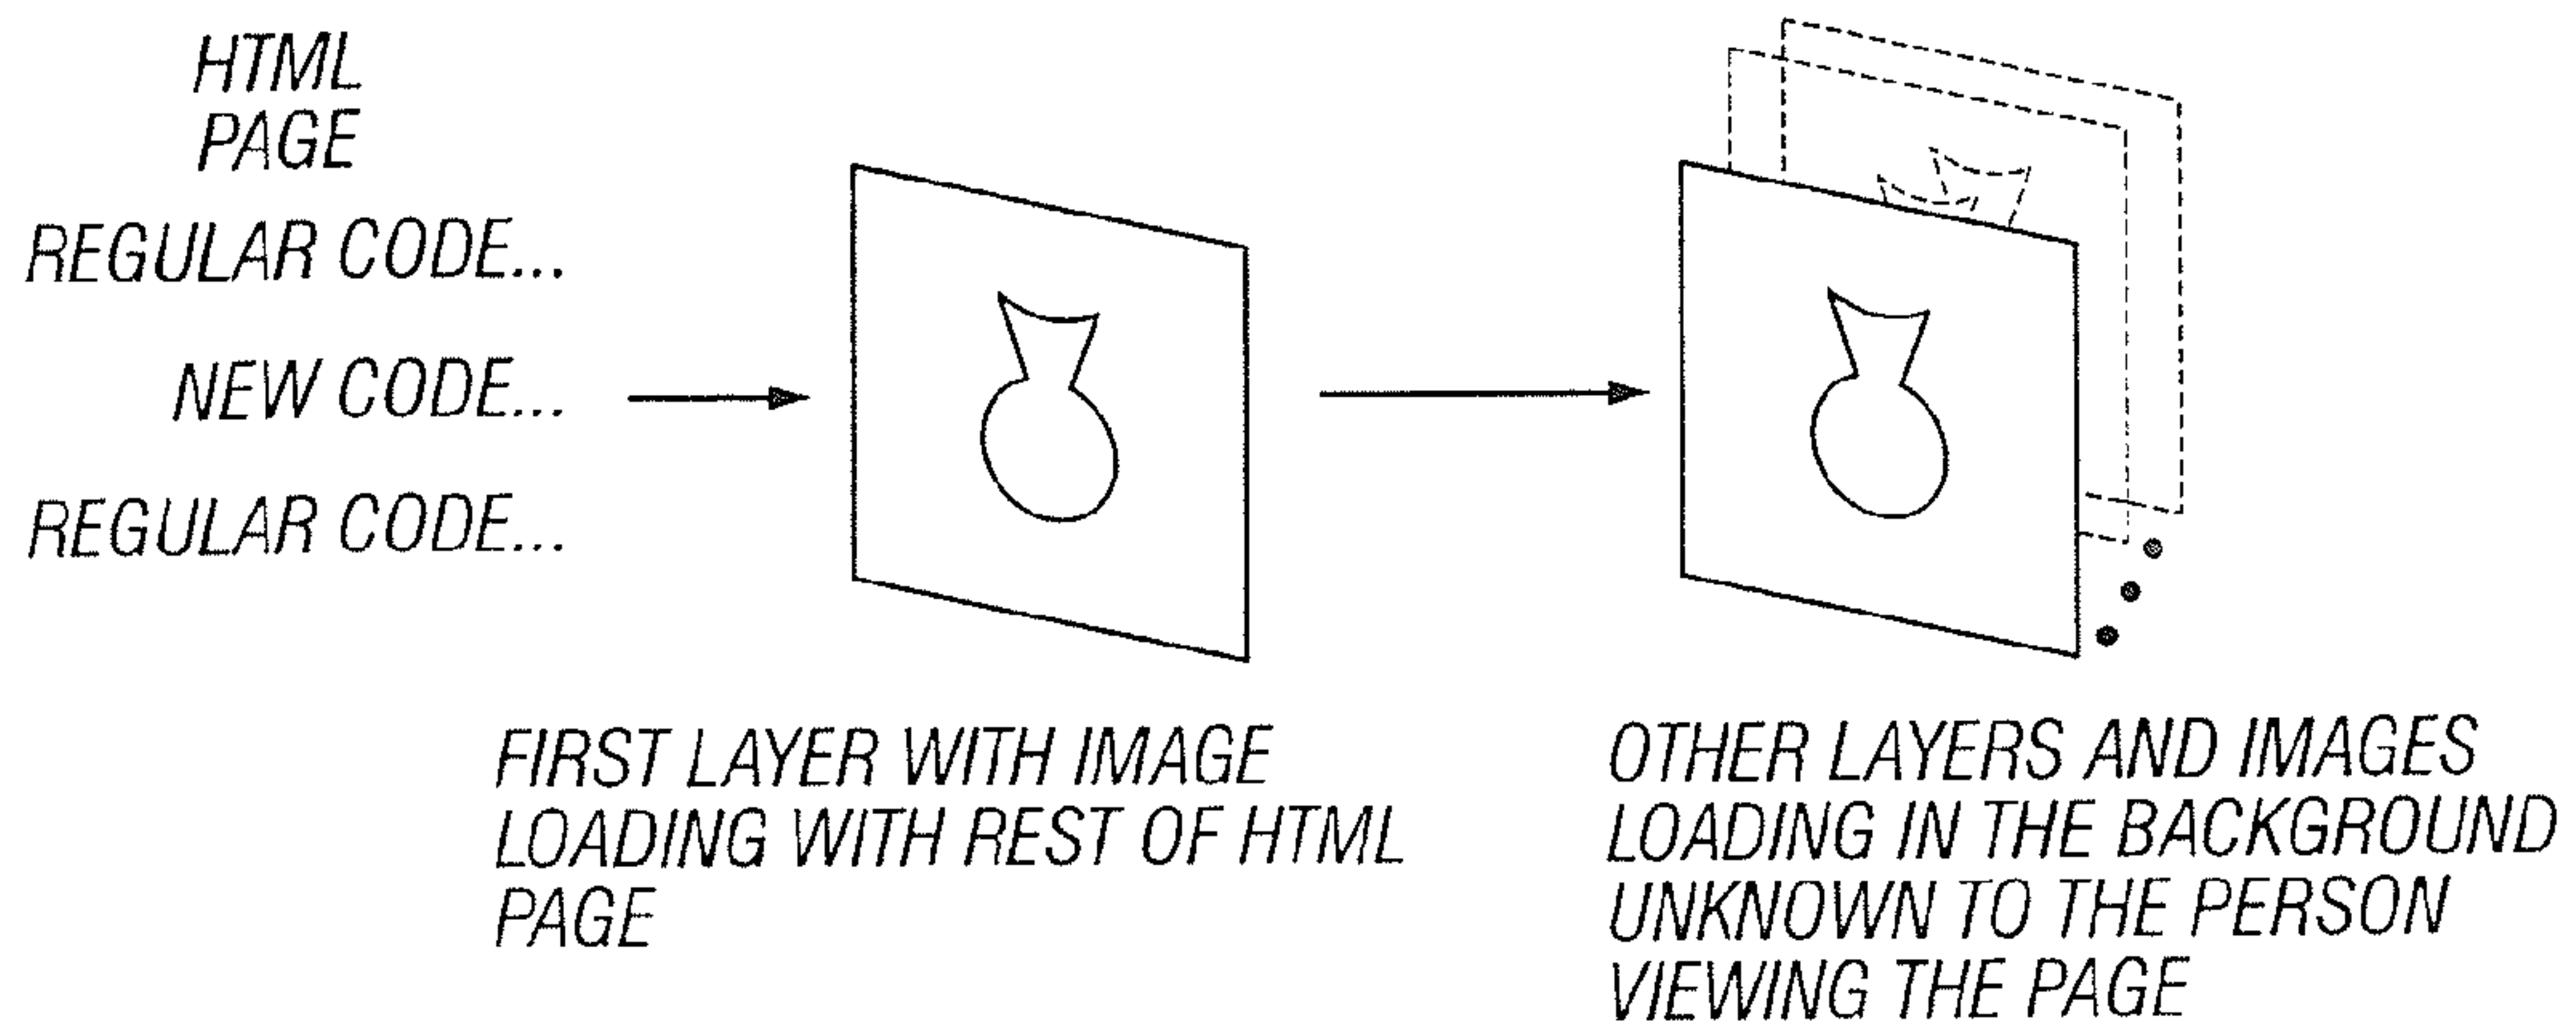 HTML
PAGE
REGULAR CODE...
NEW CODE...
REGULAR CODE...
FIRST LAYER WITH IMAGE
LOADING WITH REST OF HTML
PAGE
OTHER LAYERS AND IMAGES
LOADING IN THE BACKGROUND
UNKNOWN TO THE PERSON
VIEWING THE PAGE